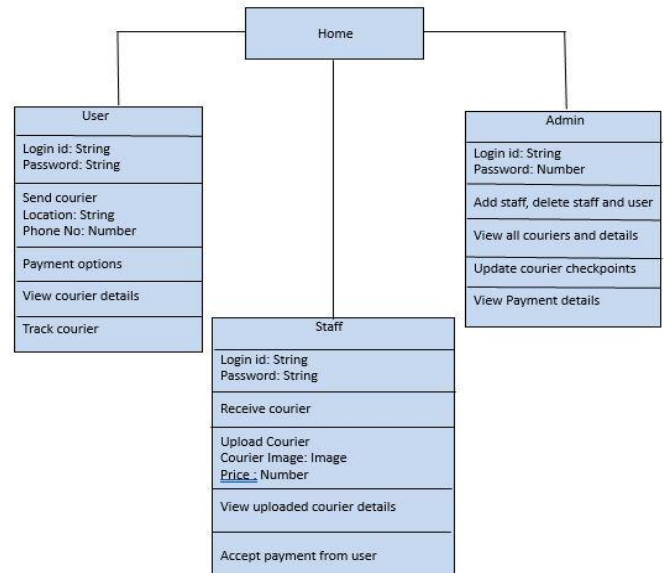 Home
User
Login id: String
Password: String
Send courier
Location: String
Phone No: Number
Payment options
View courier details
Track courier
Staff
Login id: String
Password: String
Receive courier
Upload Courier
Courier Image: Image
Price : Number
View uploaded courier details
Accept payment from user
Admin
Login id: String
Password: Number
Add staff, delete staff and user
View all couriers and details
Update courier checkpoints
View Payment details